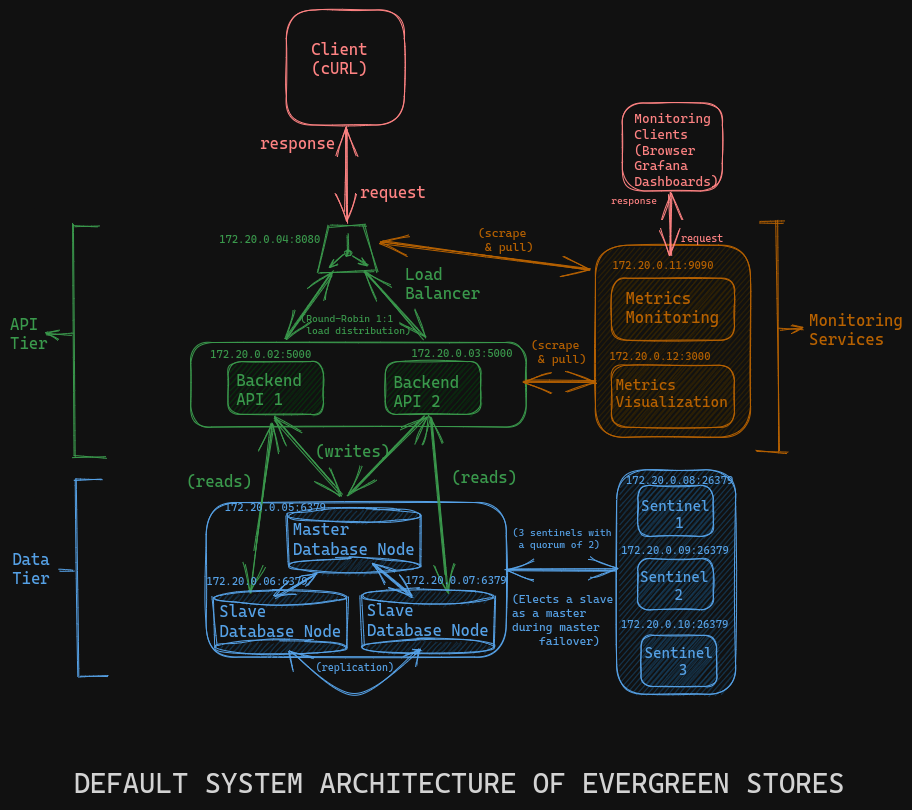 Client
(cURL)
response
request
Monitoring
Clients
(Browser
Grafana
Dashboards)
response
request
172.20.0.04:8080
(scrape
& pull)
Load
Balancer
(Round-Robin 1:1
load distribution)
172.20.0.11:9090
Metrics
Monitoring
172.20.0.12:3000
Metrics
Visualization
Monitoring
Services
API
Tier
172.20.0.02:5000
Backend
API 1
172.20.0.03:5000
Backend
API 2
(scrape
& pull)
(writes)
(reads)
(reads)
Data
Tier
172.20.0.05:6379
Master
Database Node
172.20.0.06:6379
Slave
Database Node
172.20.0.07:6379
Slave
Database Node
(replication)
(3 sentinels with
a quorum of 2)
(Elects a slave
as a master
during master
failover)
172.20.0.08:26379
Sentinel
1
172.20.0.09:26379
Sentinel
2
172.20.0.10:26379
Sentinel
3
DEFAULT SYSTEM ARCHITECTURE OF EVERGREEN STORES